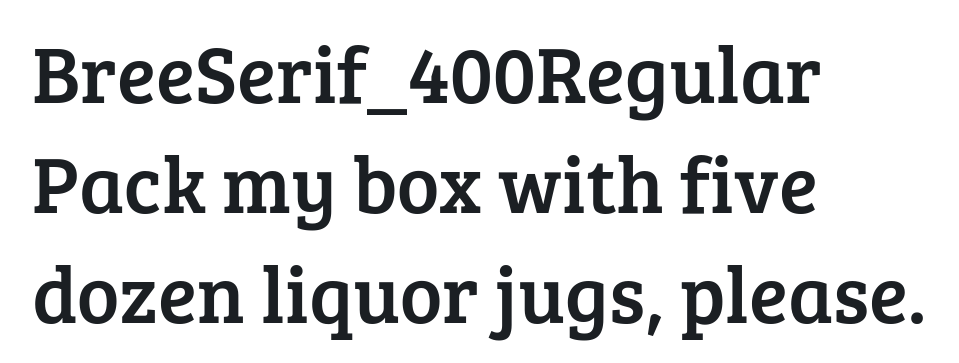 BreeSerif_400Regular
Pack my box with five
dozen liquor jugs, please.